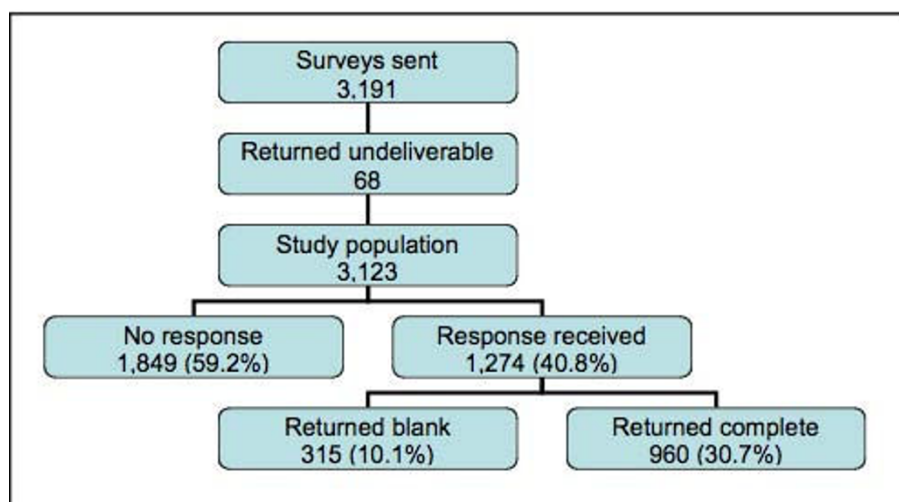 Surveys sent
3,191
Returned undeliverable
68
Study population
3,123
No response
1,849 (59.2%)
Response received
1,274 (40.8%)
Returned blank
315 (10.1%)
Returned complete
960 (30.7%)